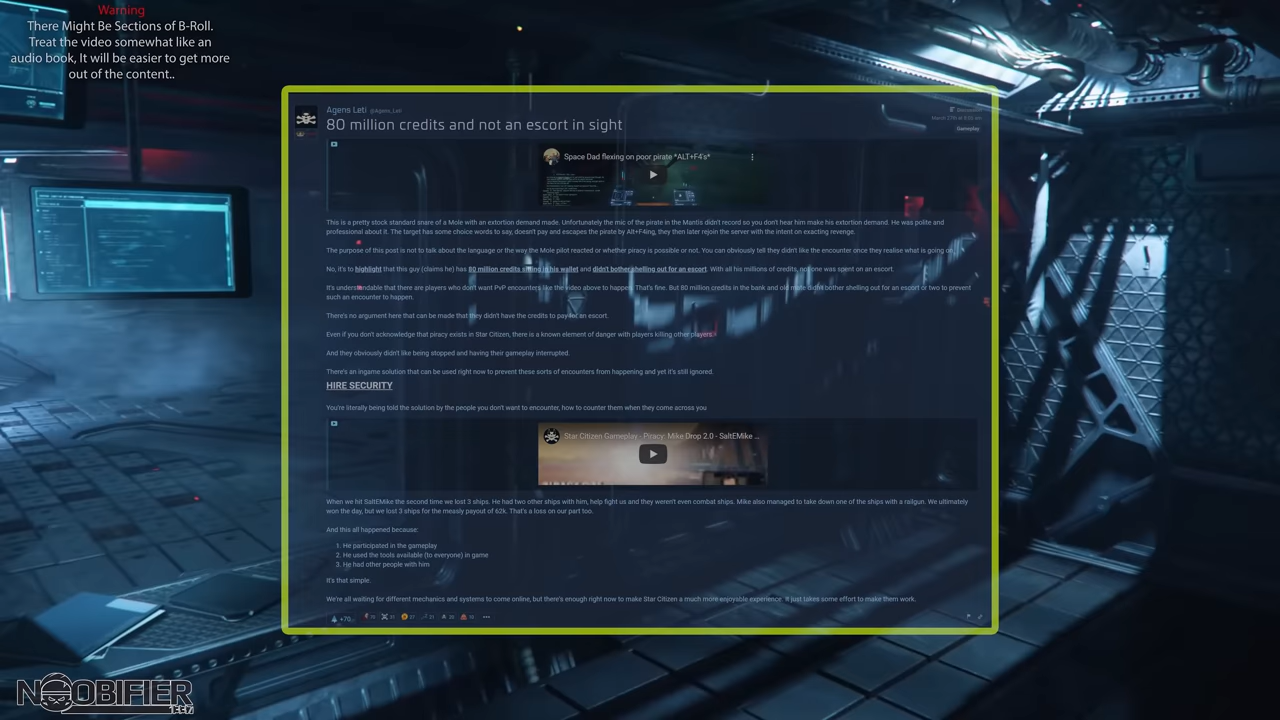 Warning
There Might Be Sections of B-Roll.
Treat the video somewhat like an
audio book, It will be easier to get more
out of the content..
Agens Leti @Agens_Leti
March 27th at 8:56 am
80 million credits and not an escort in sight
Gameplay
Space Dad flexing on poor pirate *ALT+F4's*
This is a pretty stock standard snare of a Mole with an extortion demand made. Unfortunately the mic of the pirate in the Mantis didn't record so you don't hear him make his extortion demand. He was polite and
professional about it. The target has some choice words to say, doesn't pay and escapes the pirate by Alt+F4ing, they then later rejoin the server with the intent on exacting revenge.
The purpose of this post is not to talk about the language or the way the Mole pilot reacted or whether piracy is possible or not. You can obviously tell they didn't like the encounter once they realise what is going on.
No, it's to highlight that this guy (claims he) has 80 million credits sitting in his wallet and didn't bother shelling out for an escort. With all his millions of credits, not one was spent on an escort.
It's understandable that there are players who don't want PvP encounters like the video above to happen. That's fine. But 80 million credits in the bank and old mate didn't bother shelling out for an escort or two to prevent
such an encounter to happen.
There's no argument here that can be made that they didn't have the credits to pay for an escort.
Even if you don't acknowledge that piracy exists in Star Citizen, there is a known element of danger with players killing other players.
And they obviously didn't like being stopped and having their gameplay interrupted.
There's an ingame solution that can be used right now to prevent these sorts of encounters from happening and yet it's still ignored.
HIRE SECURITY
You're literally being told the solution by the people you don't want to encounter, how to counter them when they come across you
Star Citizen Gameplay - Piracy: Mike Drop 2.0 - SaltEMike ...
When we hit SaltEMike the second time we lost 3 ships. He had two other ships with him, help fight us and they weren't even combat ships. Mike also managed to take down one of the ships with a railgun. We ultimately
won the day, but we lost 3 ships for the measly payout of 62k. That's a loss on our part too.
And this all happened because:
1. He participated in the gameplay
2. He used the tools available (to everyone) in game
3. He had other people with him
It's that simple.
We're all waiting for different mechanics and systems to come online, but there's enough right now to make Star Citizen a much more enjoyable experience. It just takes some effort to make them work.
+70
NOOBIFIER